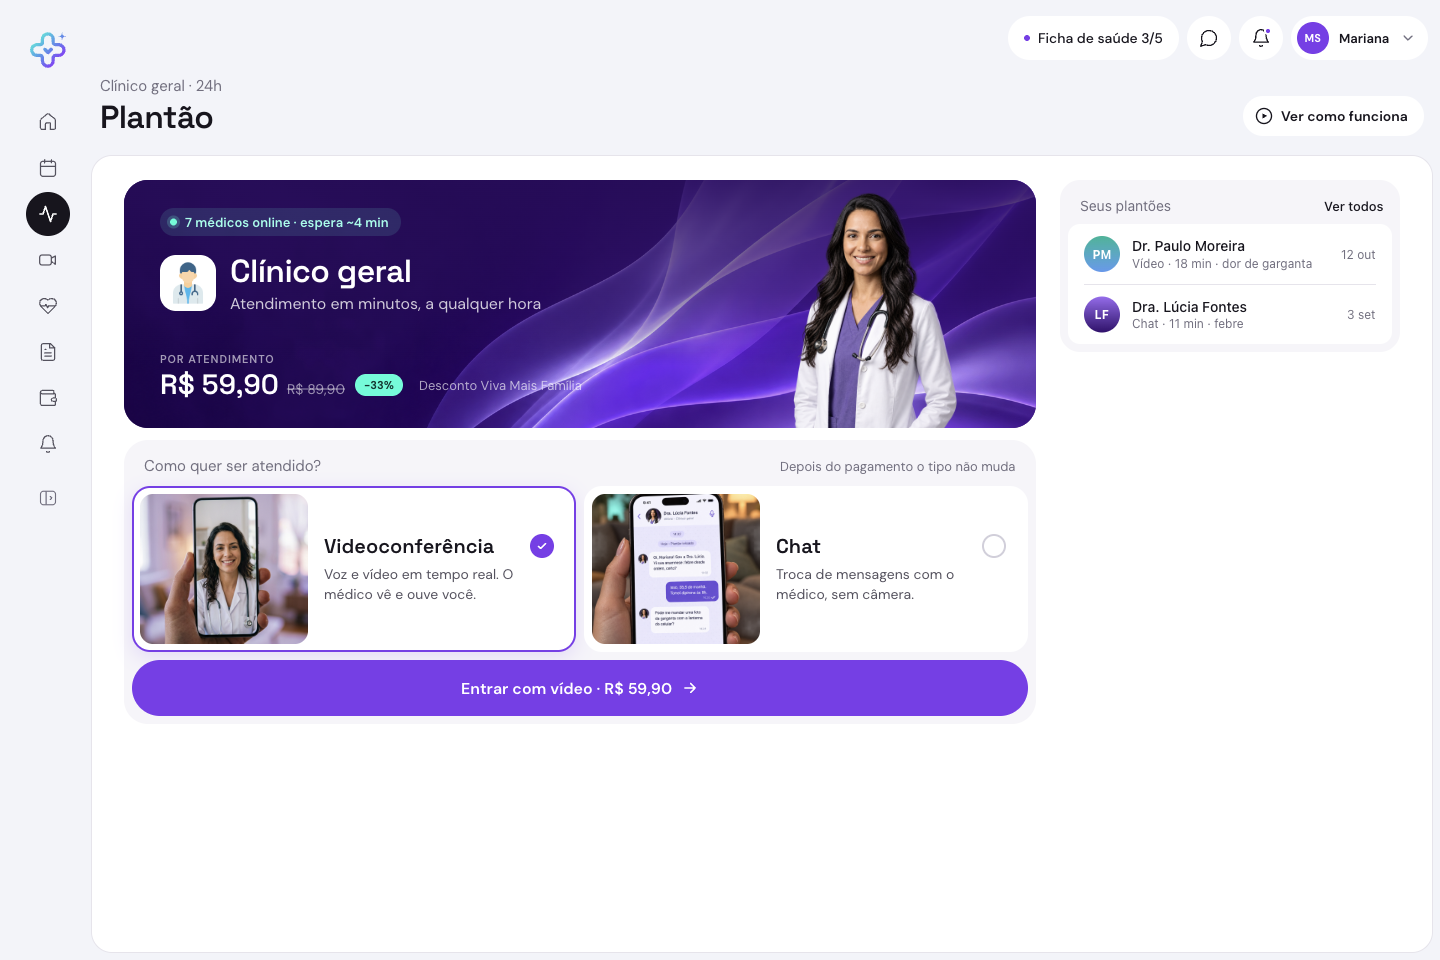 Ficha de saúde 3/5
MS
Mariana
Clínico geral · 24h
Plantão
Ver como funciona
7 médicos online · espera ~4 min
Clínico geral
Atendimento em minutos, a qualquer hora
POR ATENDIMENTO
R$ 59,90 R$ 89,90 -33% Desconto Viva Mais Família
Seus plantões
Ver todos
PM
Dr. Paulo Moreira
Vídeo · 18 min · dor de garganta
12 out
LF
Dra. Lúcia Fontes
Chat · 11 min · febre
3 set
Como quer ser atendido?
Depois do pagamento o tipo não muda
Videoconferência
Voz e vídeo em tempo real. O
médico vê e ouve você.
Dra. Lúcia Fontes
Chat
Troca de mensagens com o
médico, sem câmera.
Entrar com vídeo · R$ 59,90